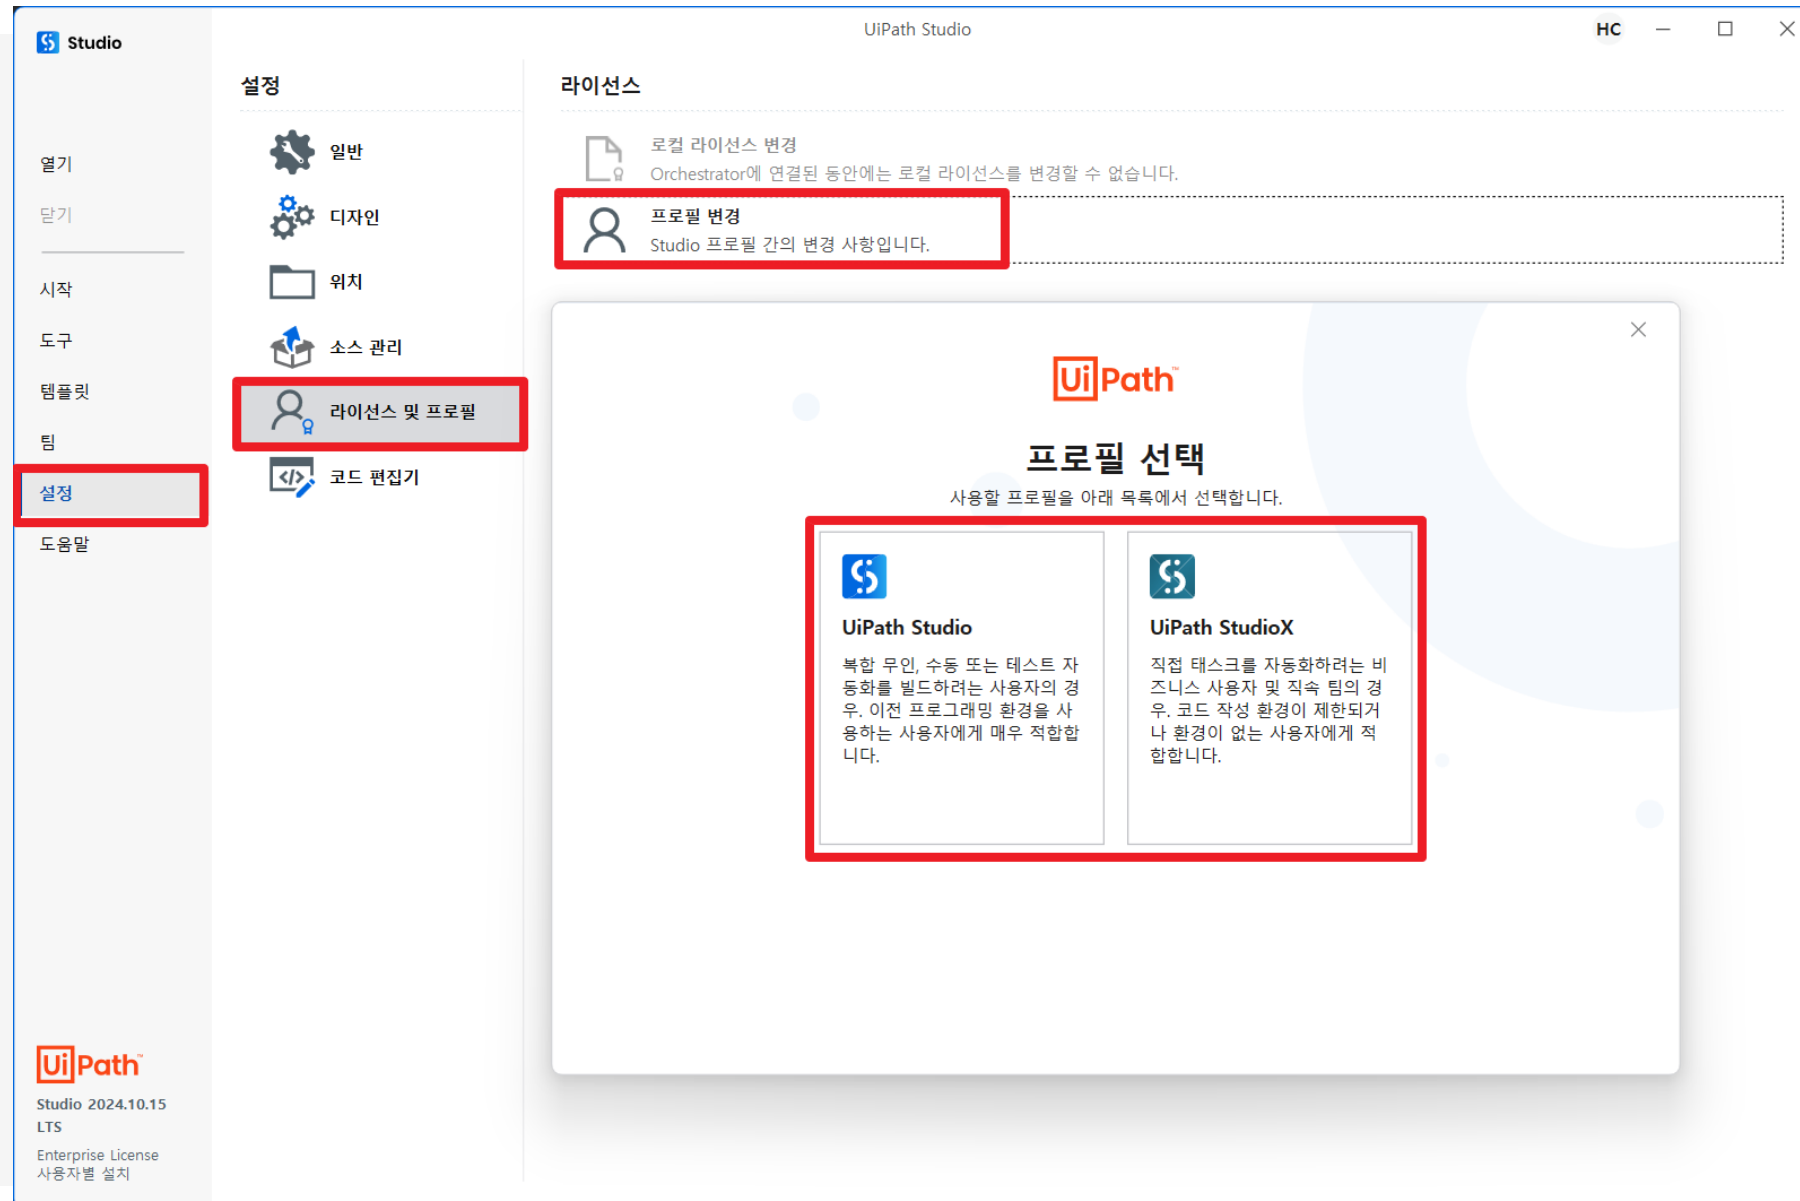 Studio
UiPath Studio
HC
열기
닫기
시작
도구
템플릿
팀
설정
도움말
UiPath™
Studio 2024.10.15
LTS
Enterprise License
사용자별 설치
설정
일반
디자인
위치
소스 관리
라이선스 및 프로필
코드 편집기
라이선스
로컬 라이선스 변경
Orchestrator에 연결된 동안에는 로컬 라이선스를 변경할 수 없습니다.
프로필 변경
Studio 프로필 간의 변경 사항입니다.
UiPath™
프로필 선택
사용할 프로필을 아래 목록에서 선택합니다.
UiPath Studio
복합 무인, 수동 또는 테스트 자
동화를 빌드하려는 사용자의 경
우. 이전 프로그래밍 환경을 사
용하는 사용자에게 매우 적합합
니다.
UiPath StudioX
직접 태스크를 자동화하려는 비
즈니스 사용자 및 직속 팀의 경
우. 코드 작성 환경이 제한되거
나 환경이 없는 사용자에게 적
합합니다.